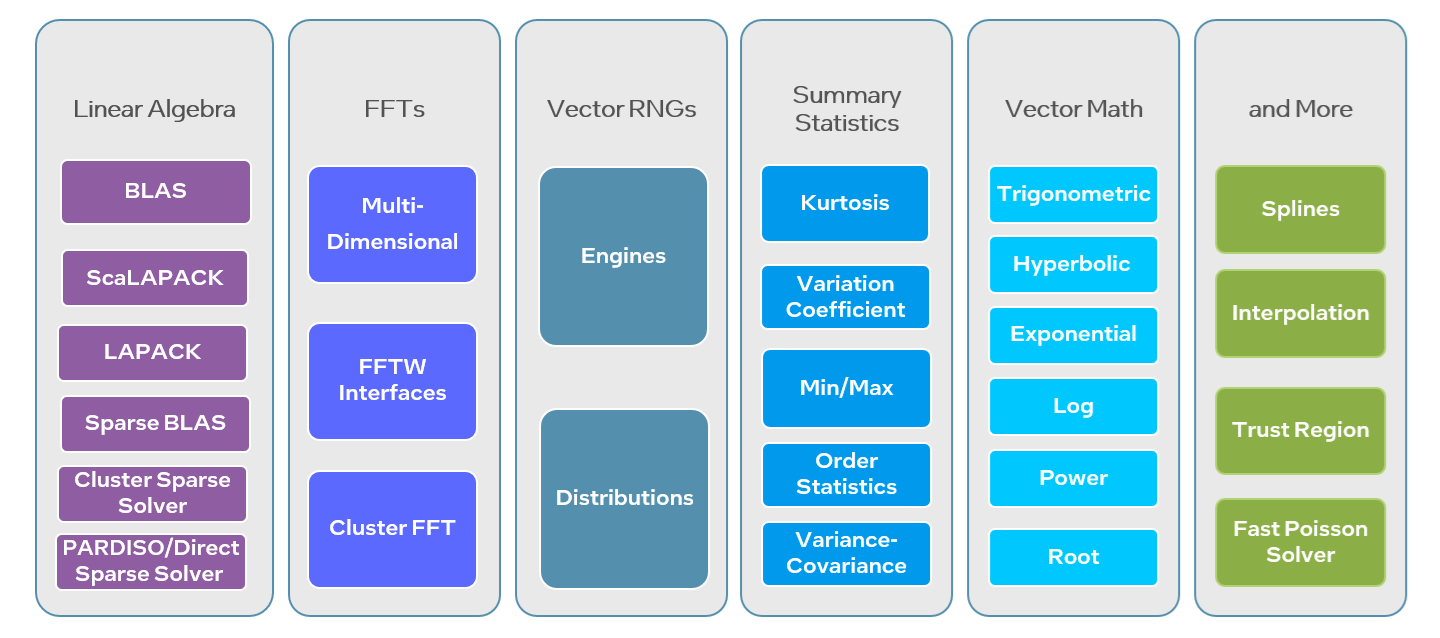 Linear Algebra
BLAS
ScaLAPACK
LAPACK
Sparse BLAS
Cluster Sparse
Solver
PARDISO/Direct
Sparse Solver
FFTs
Multi-
Dimensional
FFTW
Interfaces
Cluster FFT
Vector RNGs
Engines
Distributions
Summary
Statistics
Kurtosis
Variation
Coefficient
Min/Max
Order
Statistics
Variance-
Covariance
Vector Math
Trigonometric
Hyperbolic
Exponential
Log
Power
Root
and More
Splines
Interpolation
Trust Region
Fast Poisson
Solver